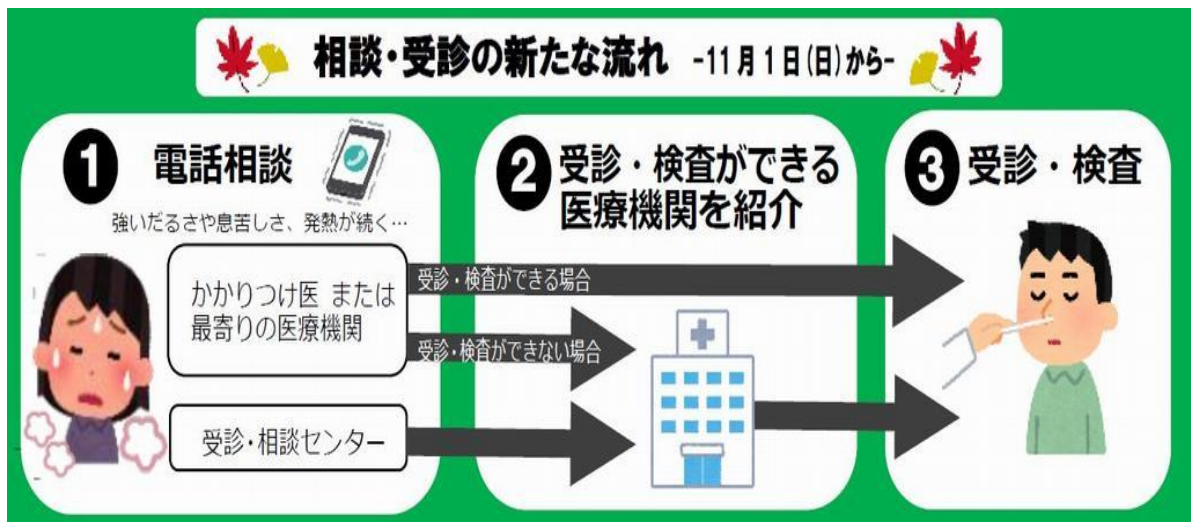 相談・受診の新たな流れ -11月1日(日)から-
1 電話相談
強いだるさや息苦しさ、発熱が続く…
かかりつけ医 または
最寄りの医療機関
受診・相談センター
受診・検査ができる場合
受診・検査ができない場合
2 受診・検査ができる
医療機関を紹介
3 受診・検査